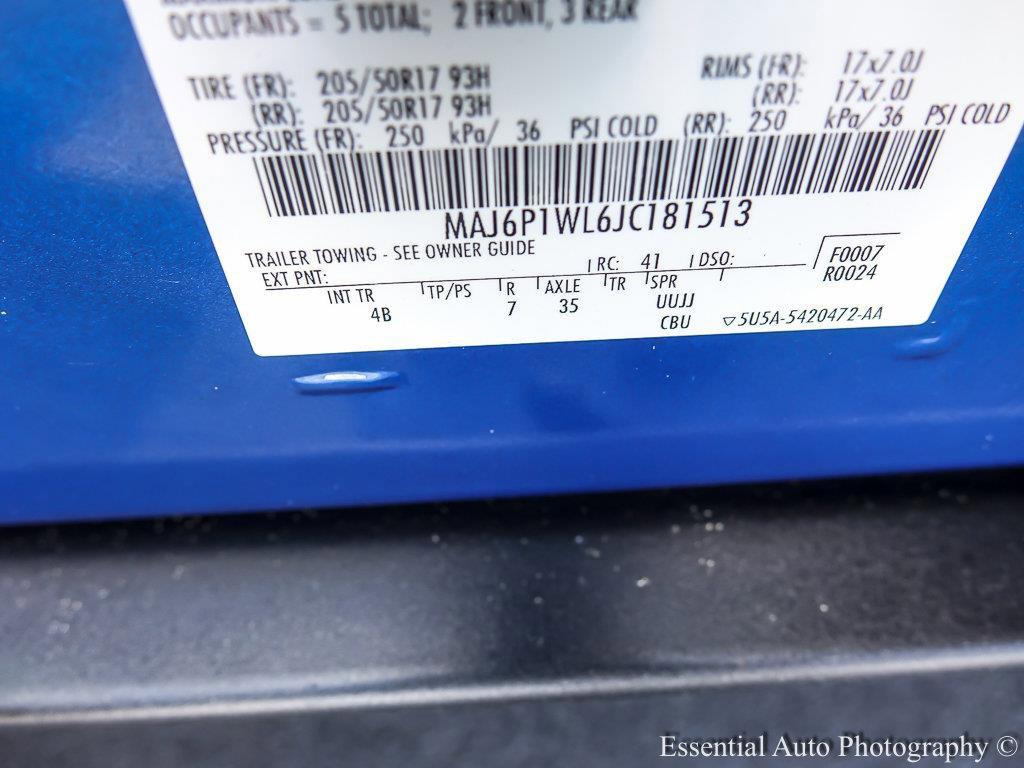 OCCUPANTS = 5 TOTAL; 2 FRONT, 3 REAR
TIRE (FR): 205/50R17 93H RIMS (FR): 17x7.0J
(RR): 205/50R17 93H (RR): 17x7.0J
PRESSURE (FR): 250 kPa/ 36 PSI COLD (RR): 250 kPa/ 36 PSI COLD
MAJ6P1WL6JC181513
TRAILER TOWING - SEE OWNER GUIDE
EXT PNT: RC: 41 DSO: F0007
R0024
INT TR TP/PS R AXLE TR SPR
4B 7 35 UUJJ
CBU ▽5U5A-5420472-AA
Essential Auto Photography ©